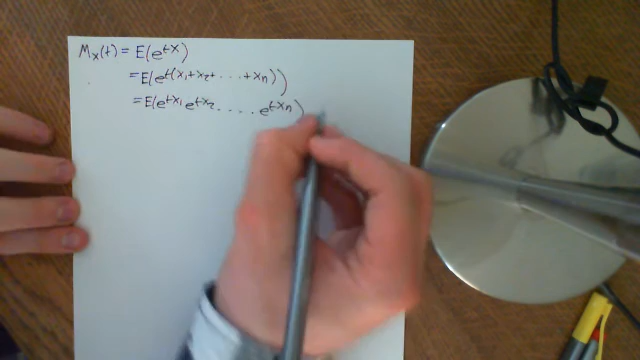 Mx(t) = E(e^tx)
= E(e^t(x1+x2+ . . . +xn))
= E(e^tx1 e^tx2 . . . . e^txn)